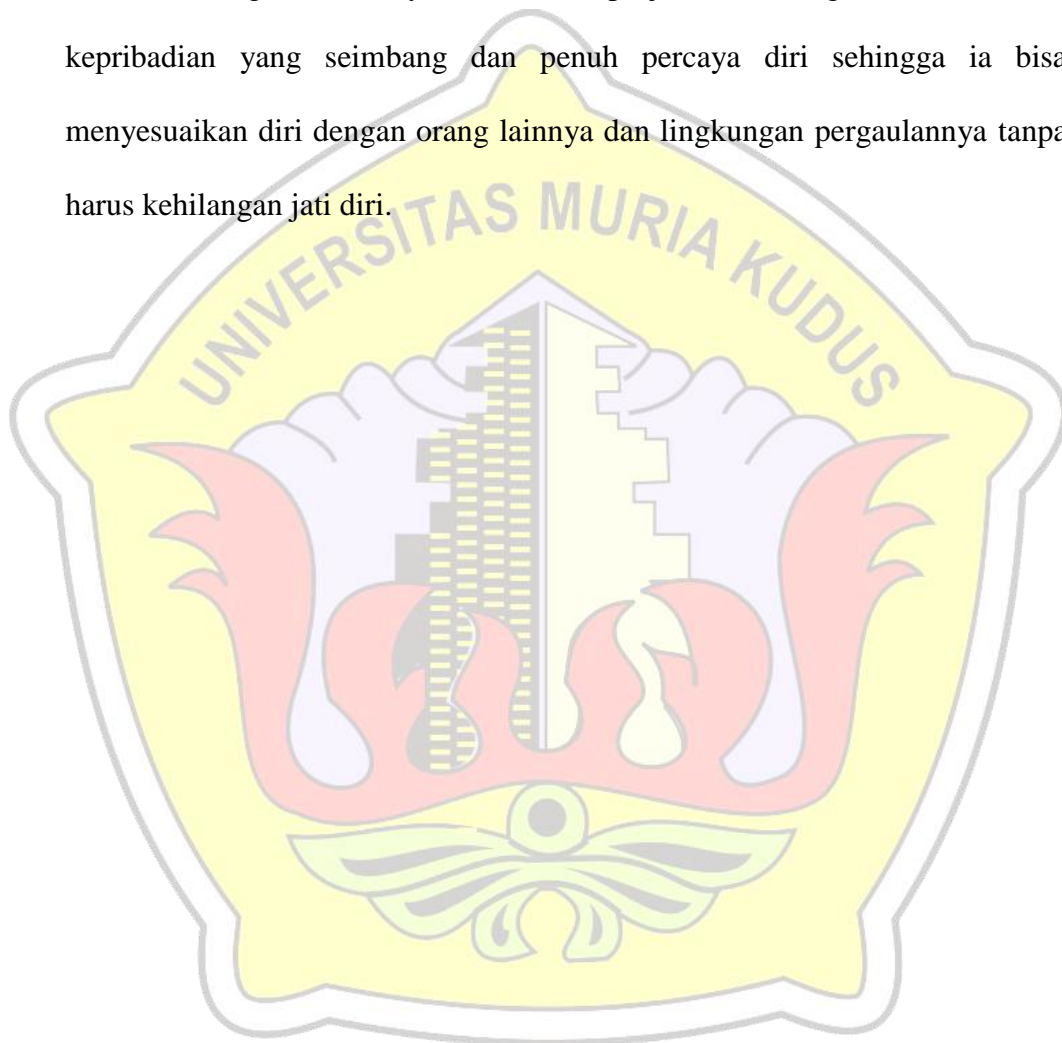 kepribadian yang seimbang dan penuh percaya diri sehingga ia bisa
menyesuaikan diri dengan orang lainnya dan lingkungan pergaulannya tanpa
harus kehilangan jati diri.
UNIVERSITAS MURIA KUDUS